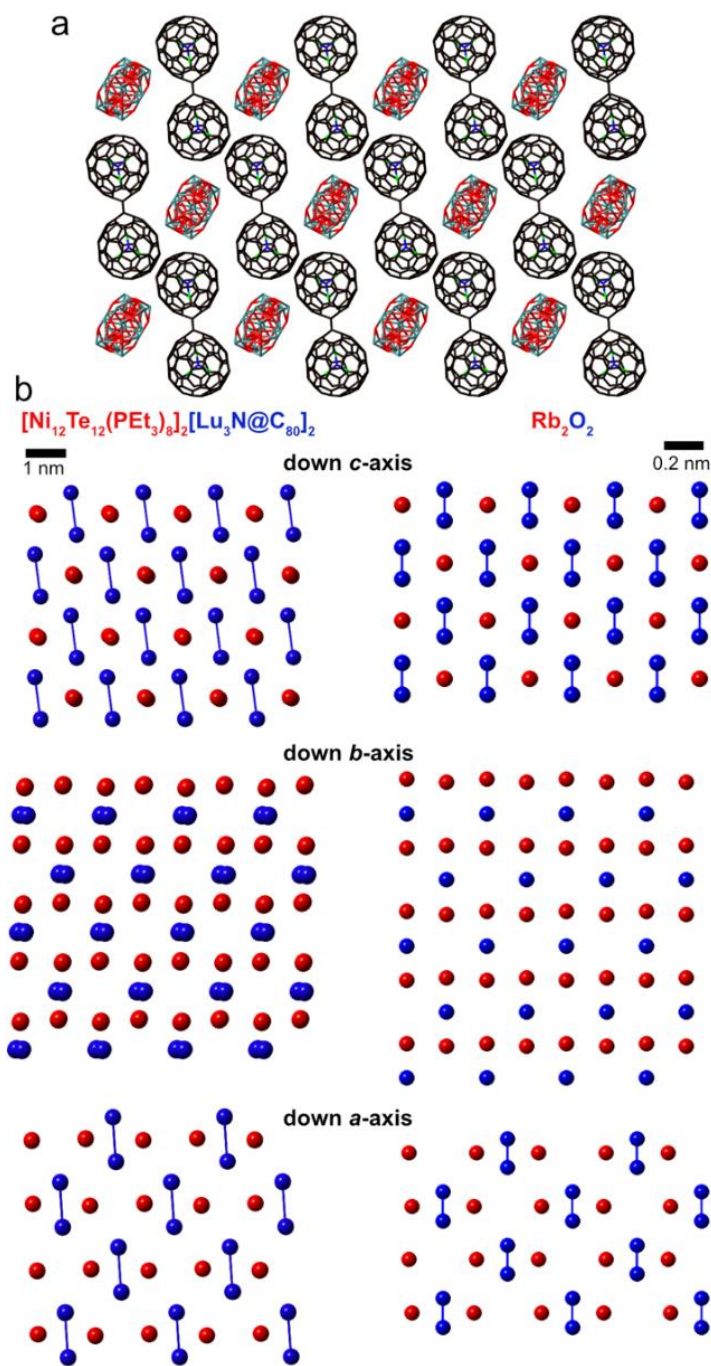 a
b
[Ni₁₂Te₁₂(PEt₃)₈]₂[Lu₃N@C₈₀]₂
Rb₂O₂
1 nm
down c-axis
0.2 nm
down b-axis
down a-axis